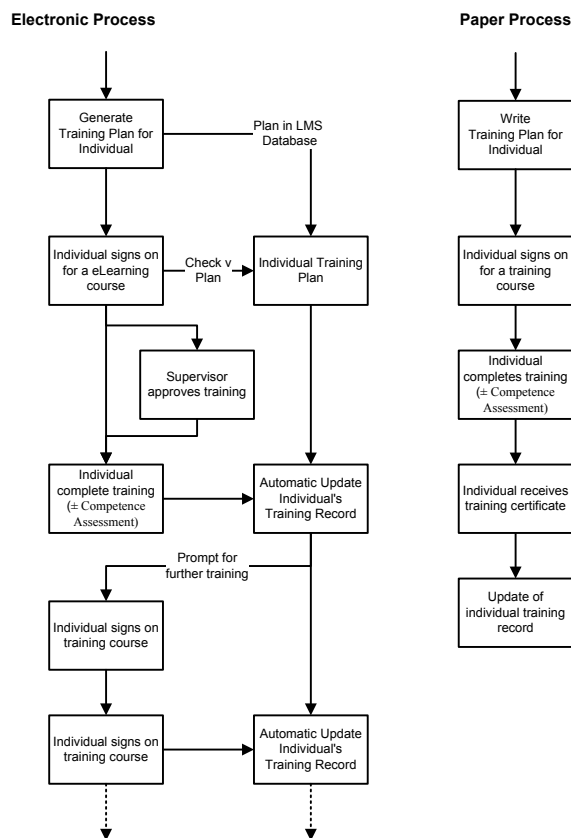 Electronic Process
Generate
Training Plan for
Individual
Plan in LMS
Database
Individual signs on
for a eLearning
course
Check v
Plan
Individual Training
Plan
Supervisor
approves training
Individual
complete training
(± Competence
Assessment)
Automatic Update
Individual's
Training Record
Prompt for
further training
Individual signs on
training course
Individual signs on
training course
Automatic Update
Individual's
Training Record
Paper Process
Write
Training Plan for
Individual
Individual signs on
for a training
course
Individual
completes training
(± Competence
Assessment)
Individual receives
training certificate
Update of
individual training
record